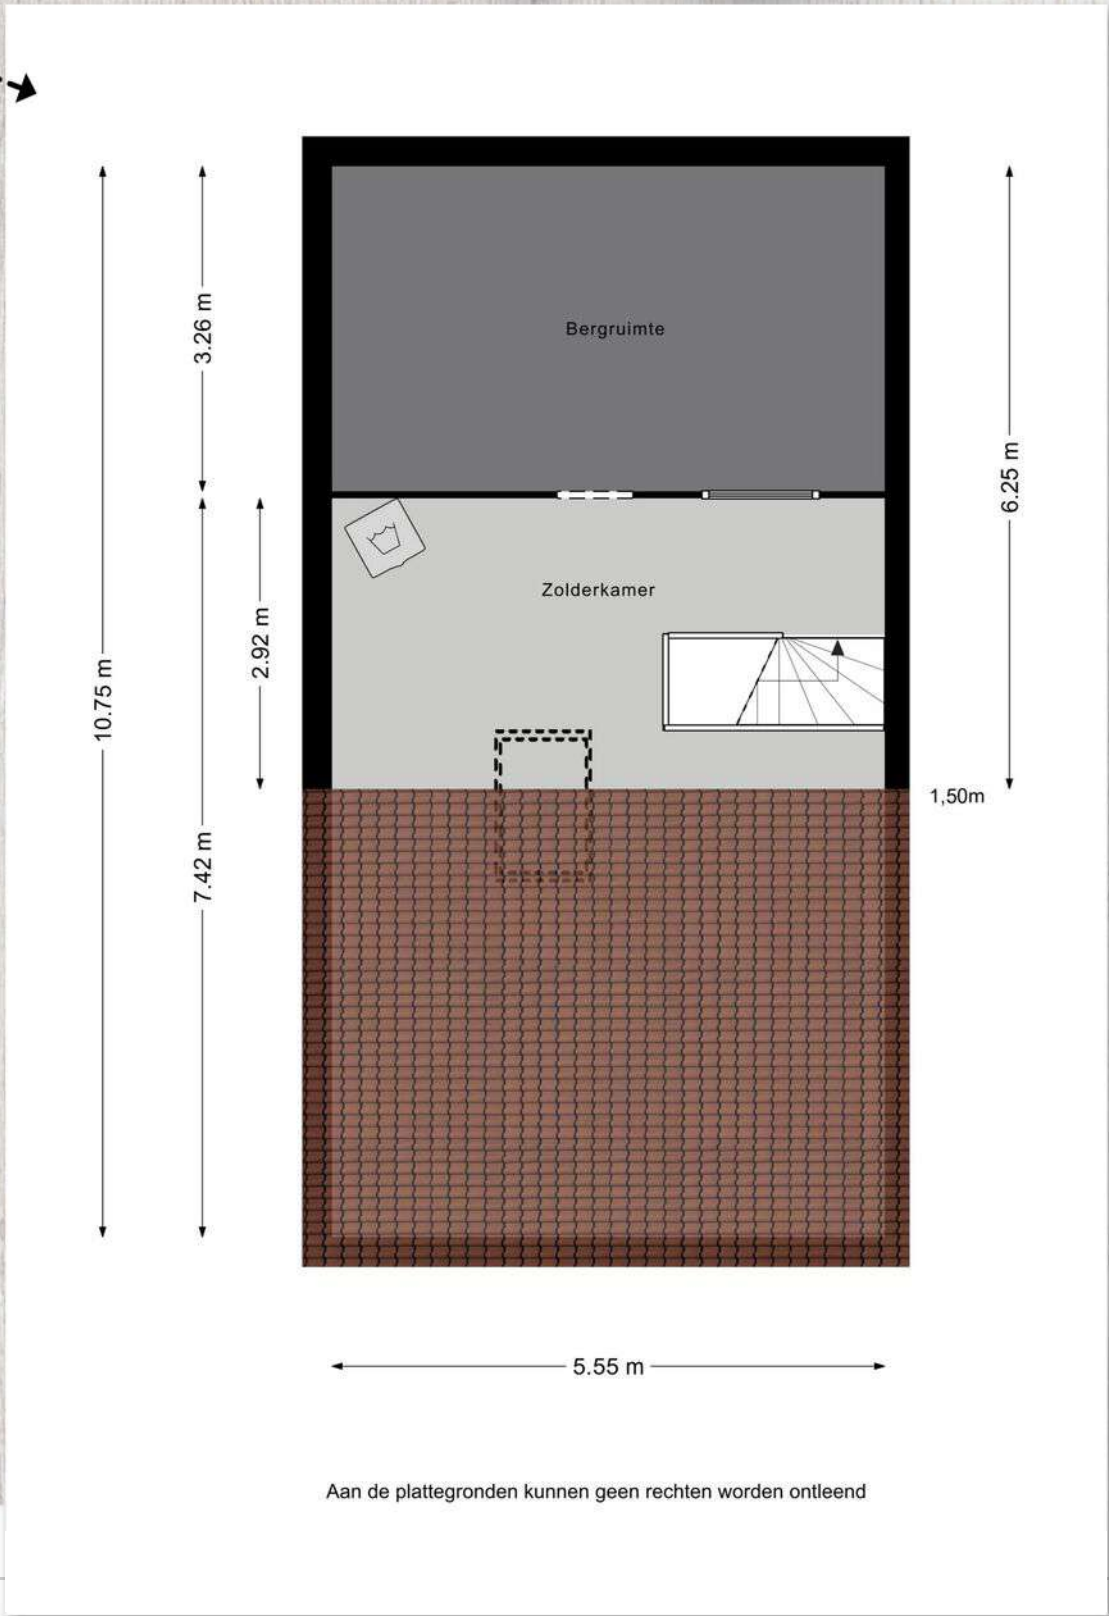 3.26 m
Bergruimte
6.25 m
Zolderkamer
2.92 m
10.75 m
1,50m
7.42 m
5.55 m
Aan de plattegronden kunnen geen rechten worden ontleend